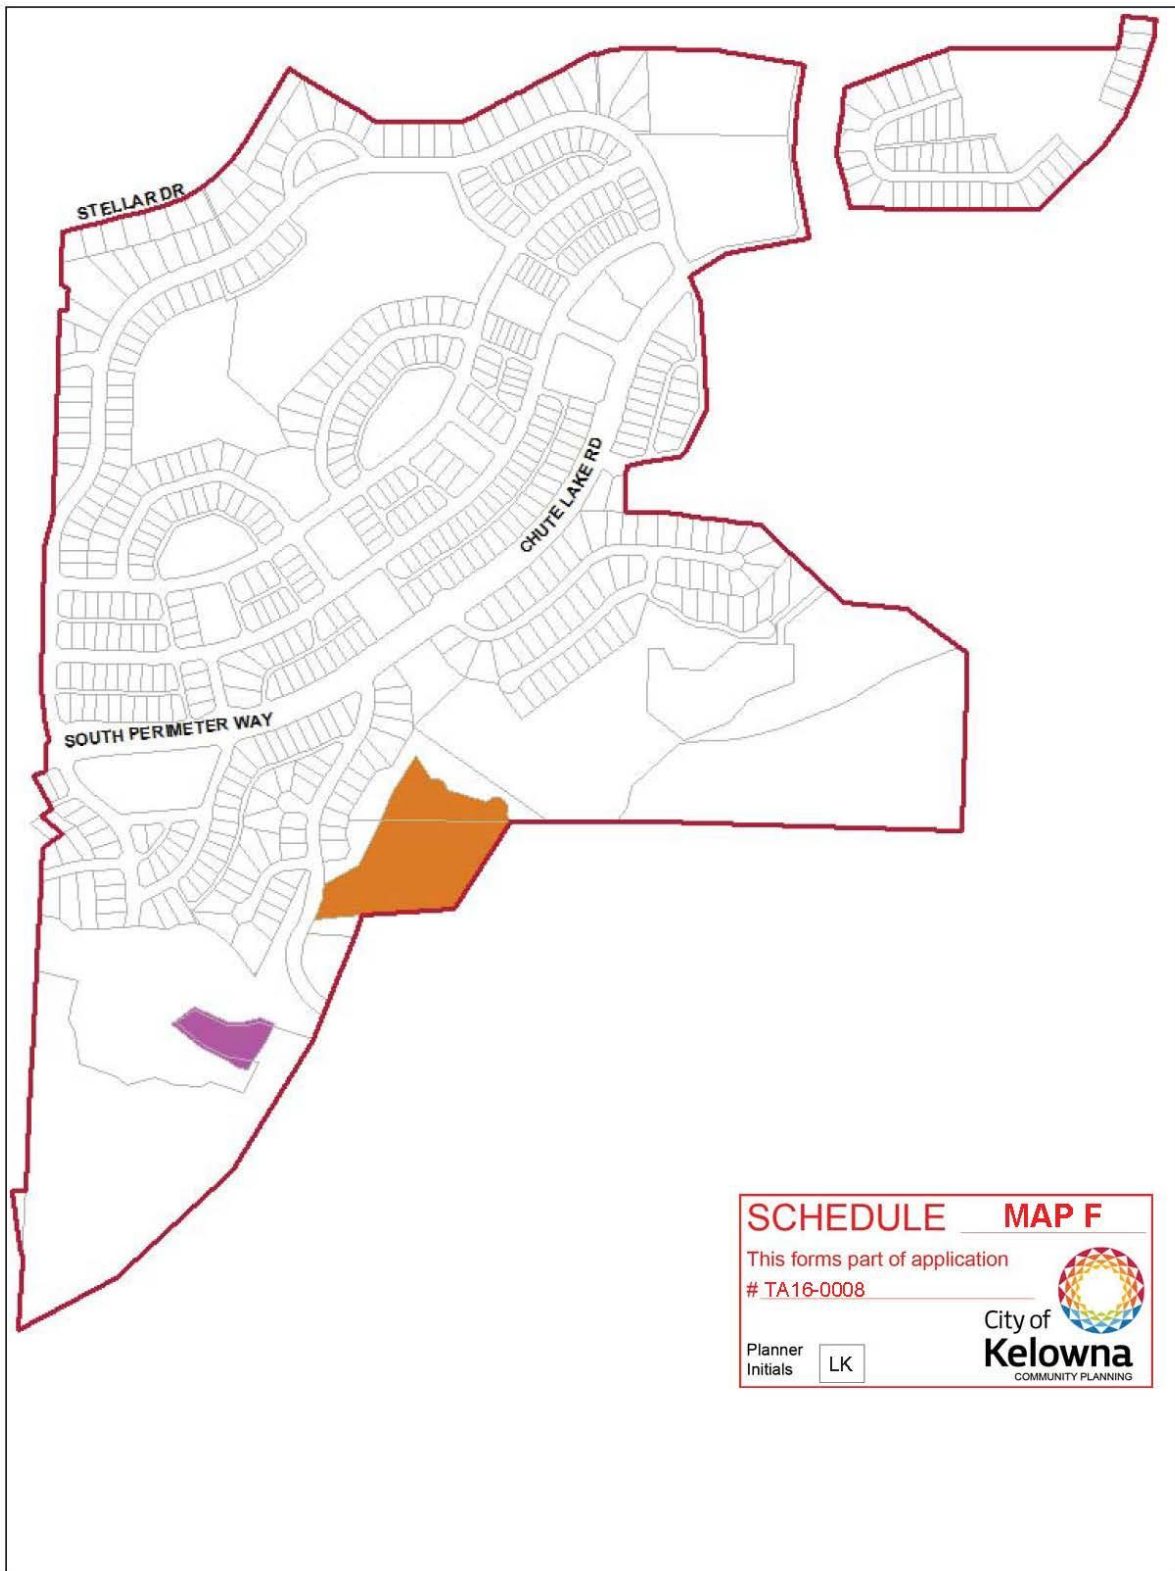 STELLAR DR
CHUTE LAKE RD
SOUTH PERIMETER WAY
SCHEDULE MAP F
This forms part of application
# TA16-0008
Planner
Initials LK
City of
Kelowna
COMMUNITY PLANNING